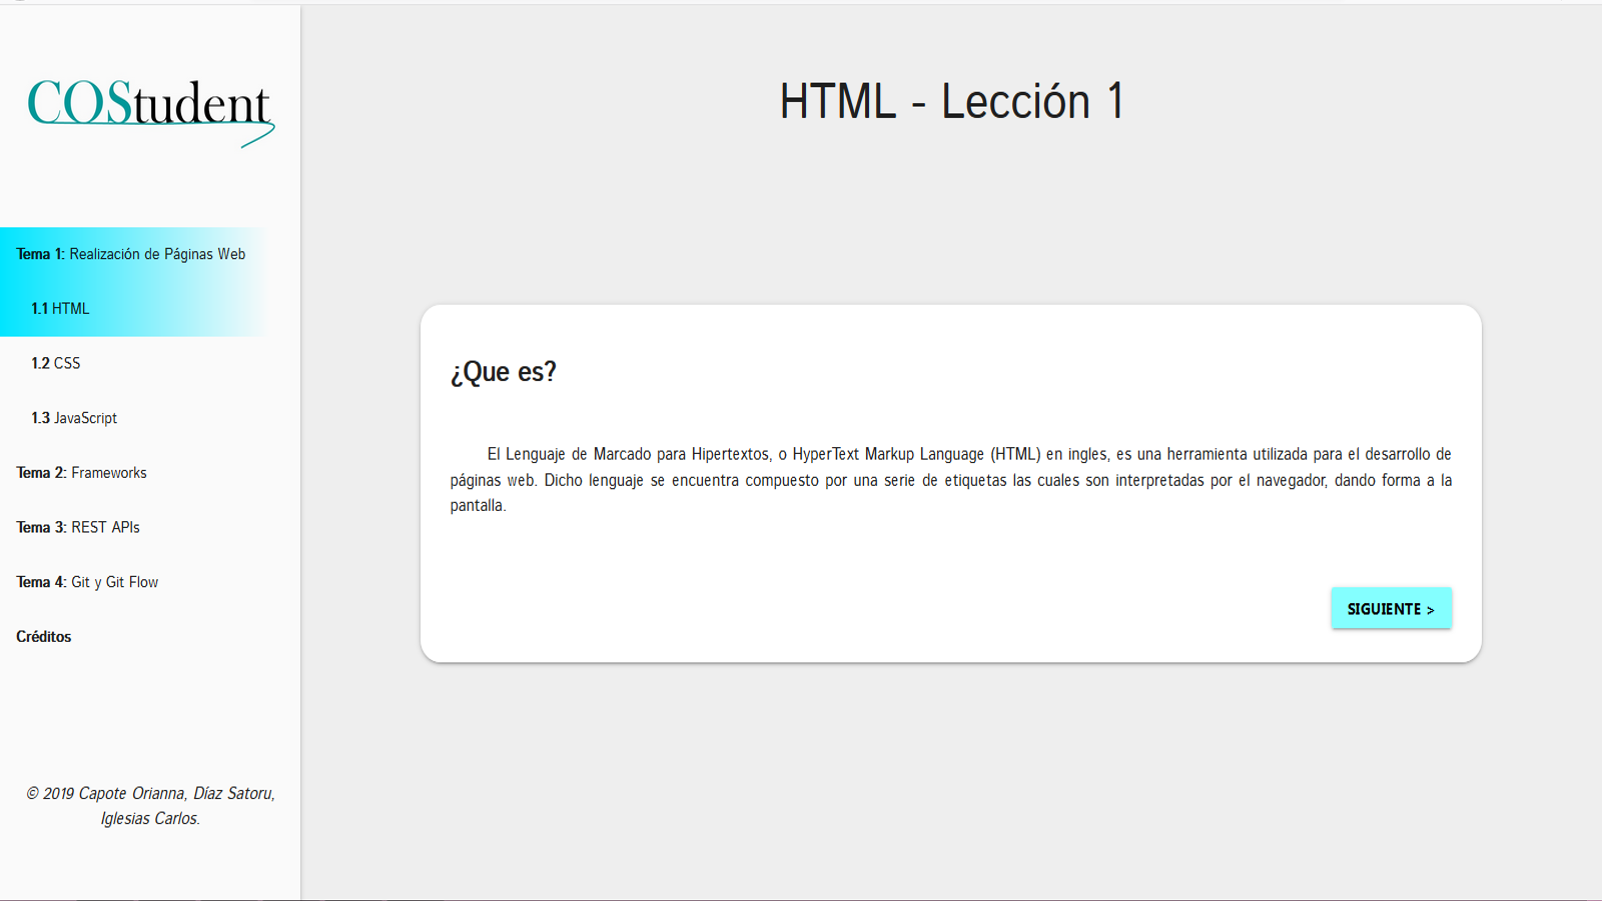 COStudent
Tema 1: Realización de Páginas Web
1.1 HTML
1.2 CSS
1.3 JavaScript
Tema 2: Frameworks
Tema 3: REST APIs
Tema 4: Git y Git Flow
Créditos
© 2019 Capote Orianna, Díaz Satoru,
Iglesias Carlos.
HTML - Lección 1
¿Que es?
El Lenguaje de Marcado para Hipertextos, o HyperText Markup Language (HTML) en ingles, es una herramienta utilizada para el desarrollo de
páginas web. Dicho lenguaje se encuentra compuesto por una serie de etiquetas las cuales son interpretadas por el navegador, dando forma a la
pantalla.
SIGUIENTE >